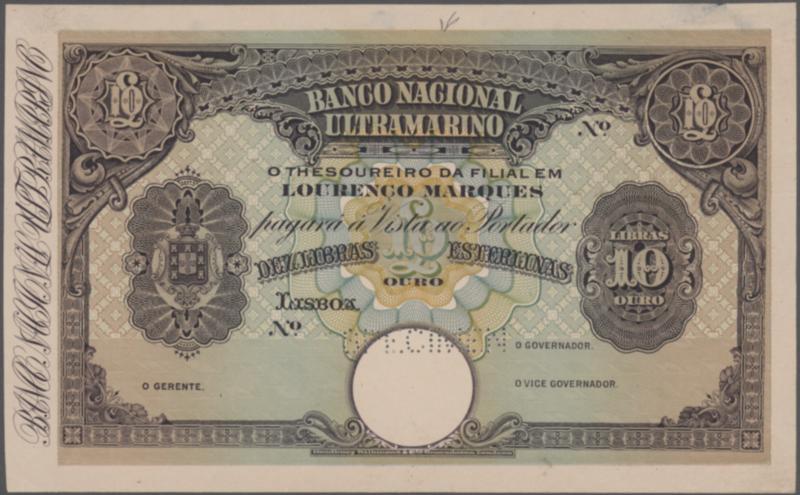 BANCO NACIONAL
ULTRAMARINO
Nº
O THESOUREIRO DA FILIAL EM
LOURENÇO MARQUES
pagará á Vista ao Portador
DEZ LIBRAS ESTERLINAS
OURO
LIBRAS
10
OURO
LISBOA
Nº
O GOVERNADOR.
O GERENTE.
O VICE GOVERNADOR.
BANCO NACIONAL ULTRAMARINO